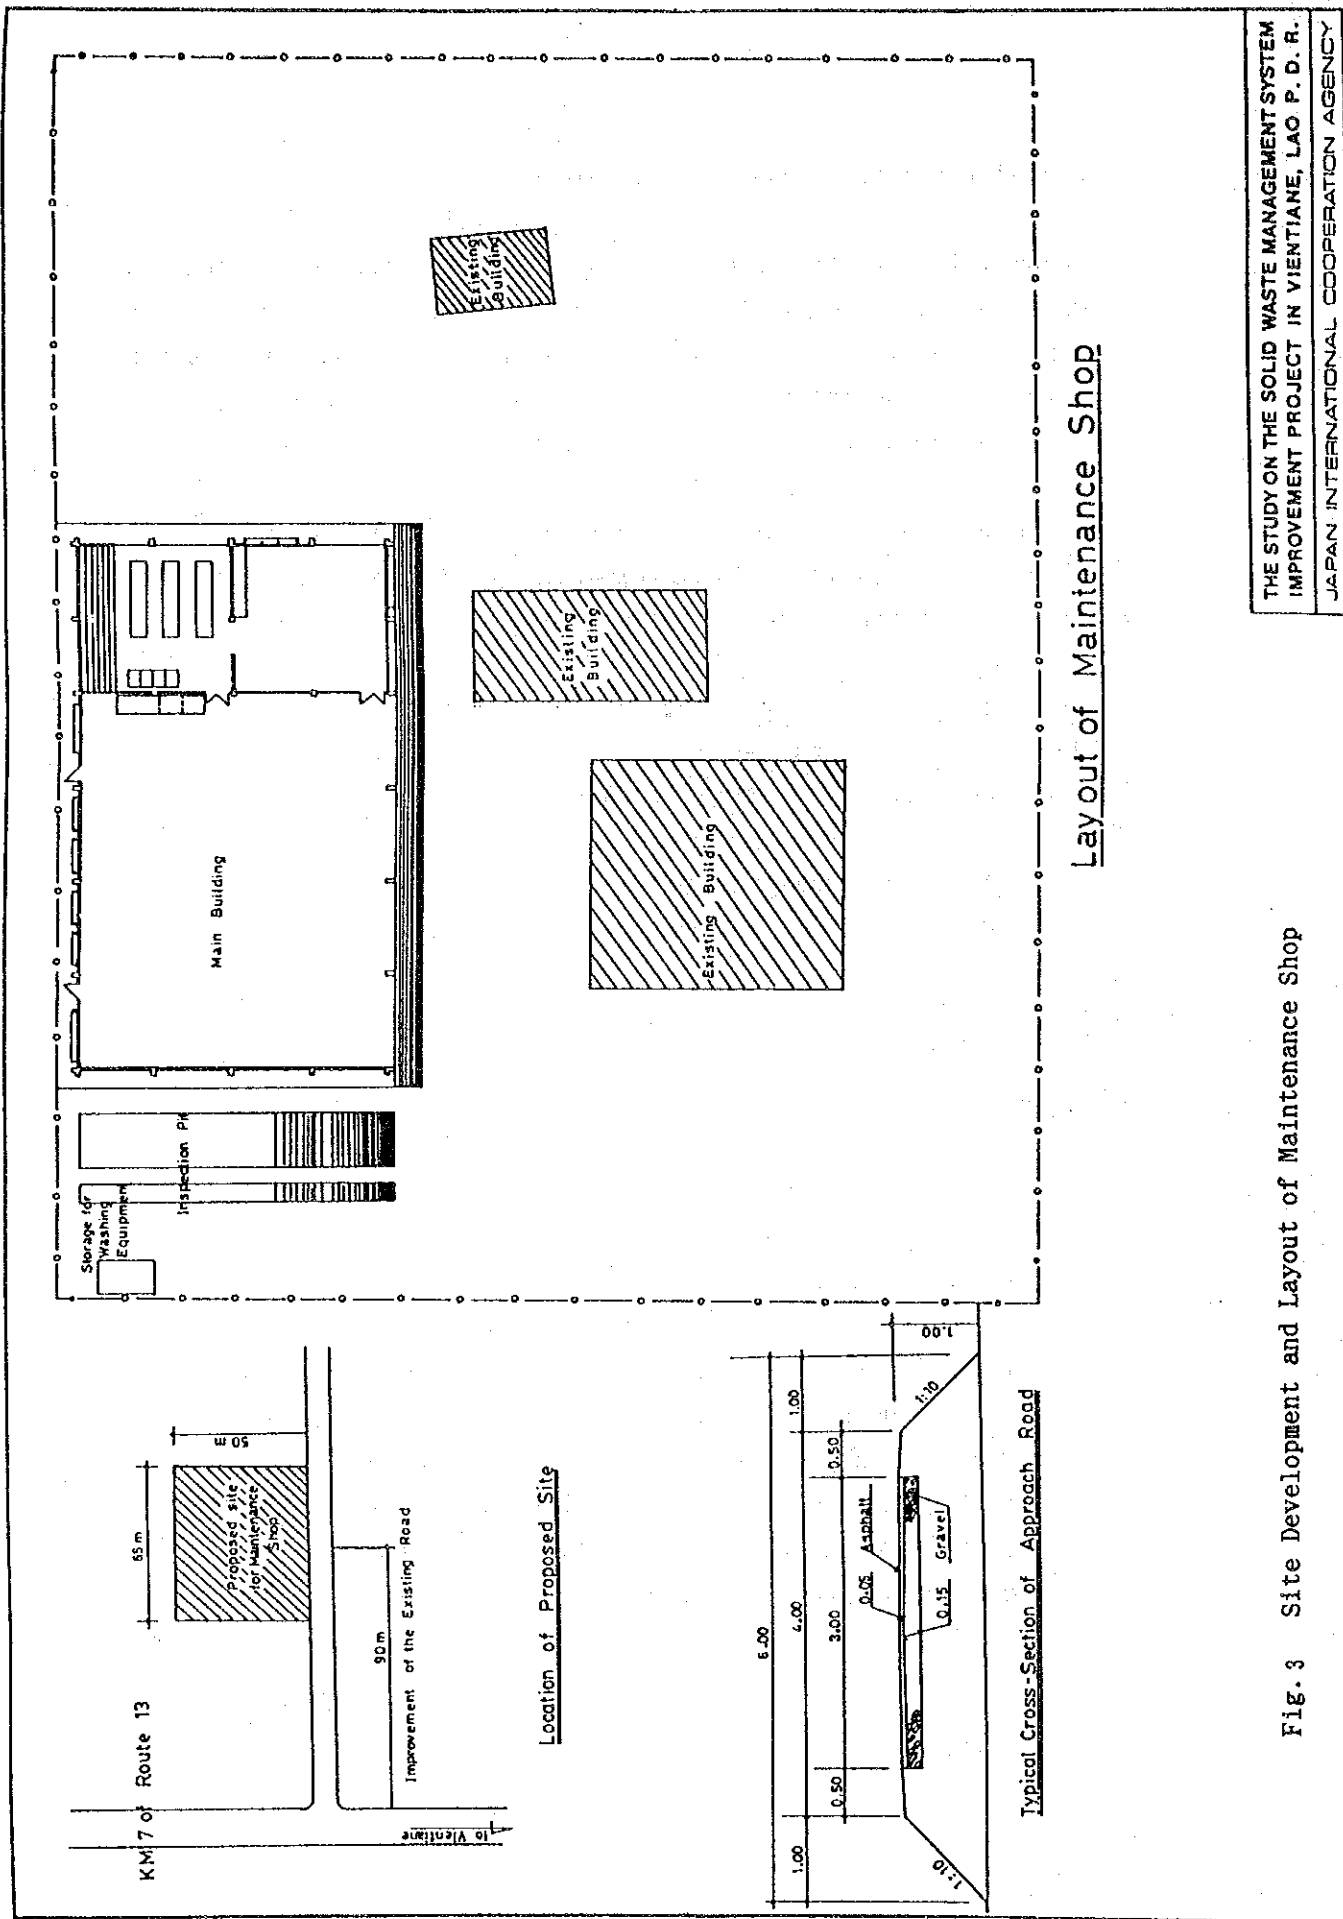 KM 7 of Route 13
65 m
50 m
Proposed site
for Maintenance
Shop
90 m
Improvement of the Existing Road
to Vientiane
Location of Proposed Site
6.00
1.00
4.00
1.00
0.50
3.00
0.50
0.05
Asphalt
0.15
Gravel
1:10
1:10
1.00
Typical Cross-Section of Approach Road
Storage for
Washing
Equipment
Inspection Pit
Main Building
Existing Building
Existing
Building
Existing
Building
Layout of Maintenance Shop
Fig. 3 Site Development and Layout of Maintenance Shop
THE STUDY ON THE SOLID WASTE MANAGEMENT SYSTEM
IMPROVEMENT PROJECT IN VIENTIANE, LAO P. D. R.
JAPAN INTERNATIONAL COOPERATION AGENCY